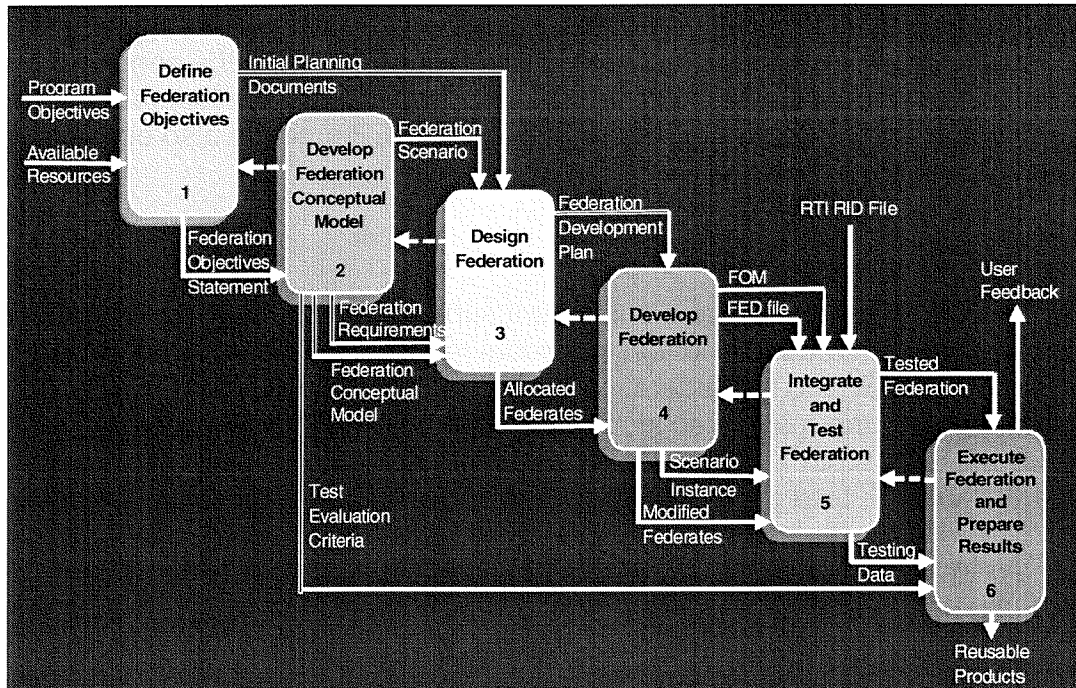 Define
Federation
Objectives
1
Program
Objectives
Available
Resources
Initial Planning
Documents
Federation
Objectives
Statement
Develop
Federation
Conceptual
Model
2
Federation
Scenario
Federation
Requirements
Federation
Conceptual
Model
Test
Evaluation
Criteria
Design
Federation
3
Federation
Development
Plan
Allocated
Federates
Develop
Federation
4
FOM
FED file
RTI RID File
Scenario
Instance
Modified
Federates
Integrate
and
Test
Federation
5
Tested
Federation
Testing
Data
User
Feedback
Execute
Federation
and
Prepare
Results
6
Reusable
Products